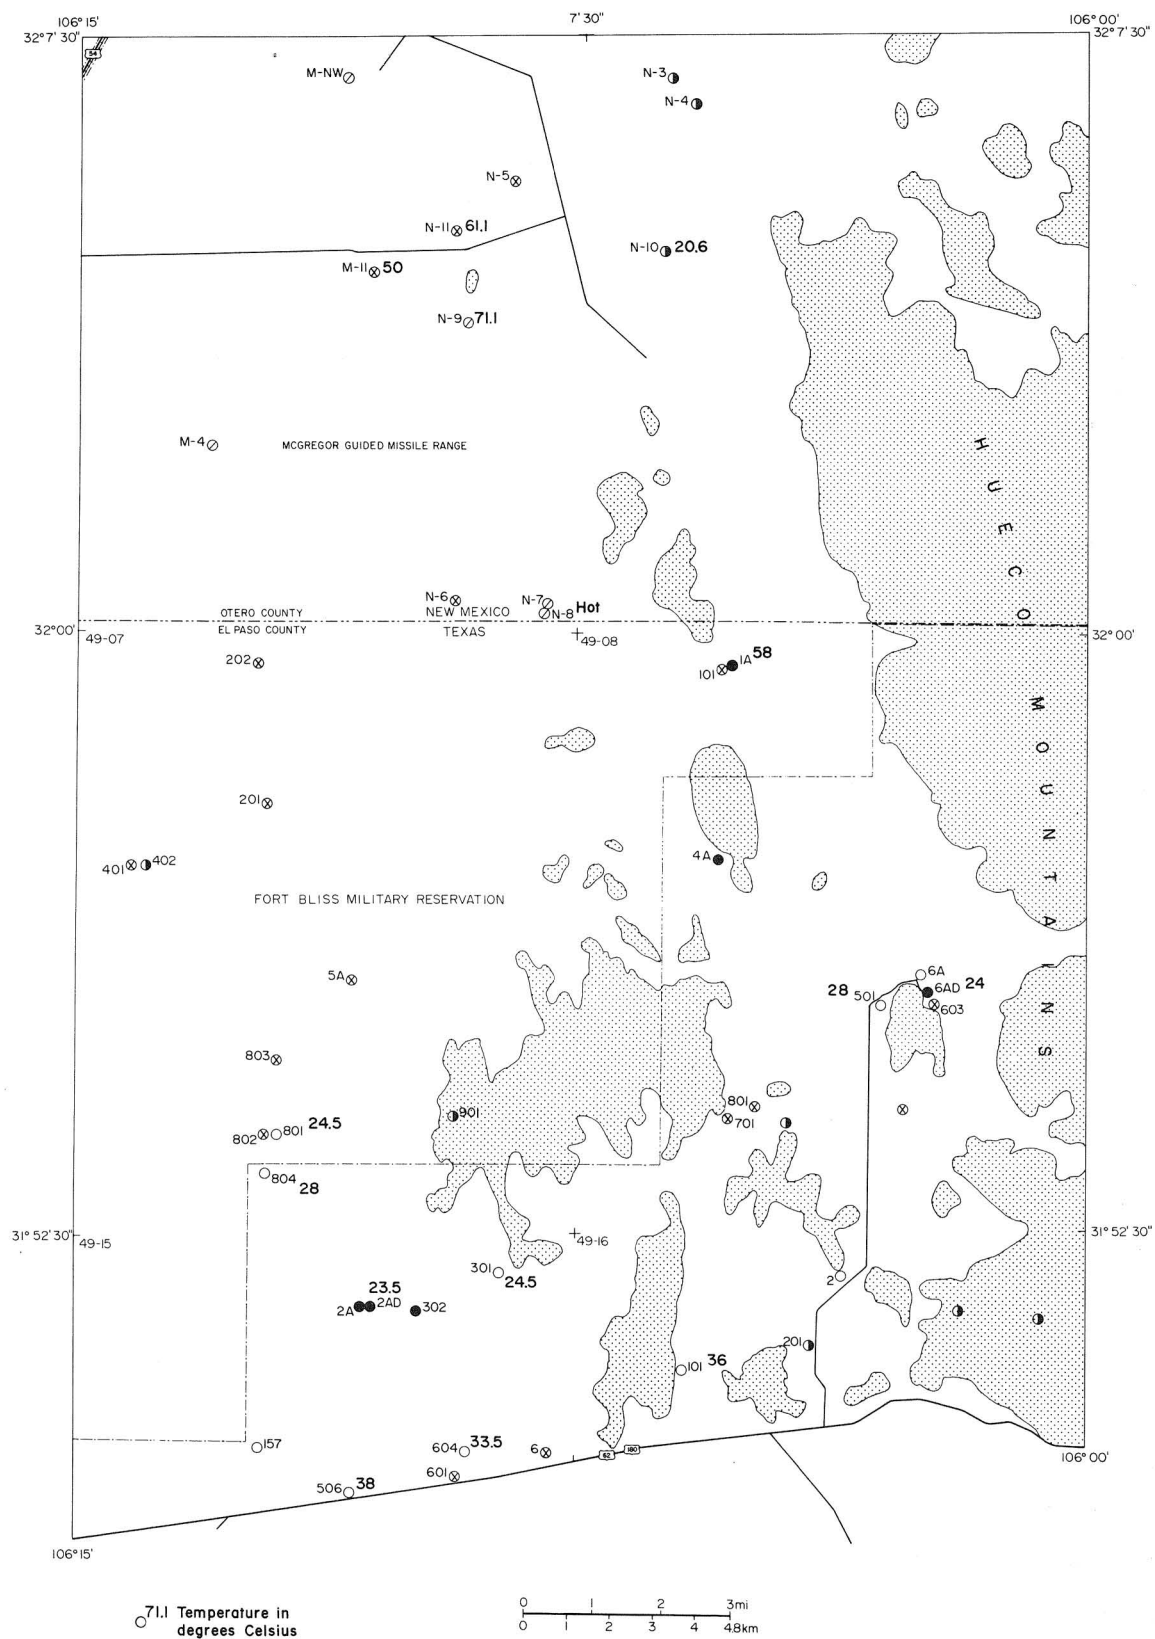 106° 15'
7' 30"
106° 00'
32° 7' 30"
32° 7' 30"
54
M-NW
N-3
N-4
N-5
N-11 61.1
N-10 20.6
M-11 50
N-9 71.1
M-4
MCGREGOR GUIDED MISSILE RANGE
HUECO
N-6
N-7
N-8 Hot
OTERO COUNTY
NEW MEXICO
EL PASO COUNTY
TEXAS
32° 00'
32° 00'
49-07
49-08
202
101
1A 58
MOUNTAINS
201
401
402
4A
FORT BLISS MILITARY RESERVATION
5A
6A
28 501
6AD 24
603
803
801
701
901
802
801 24.5
804
28
31° 52' 30"
31° 52' 30"
49-15
49-16
301
24.5
2
23.5
2A
2AD
302
201
101 36
157
604 33.5
6
62
180
601
506 38
106° 00'
106° 15'
71.1 Temperature in
degrees Celsius
0 1 2 3 mi
0 1 2 3 4 4.8 km